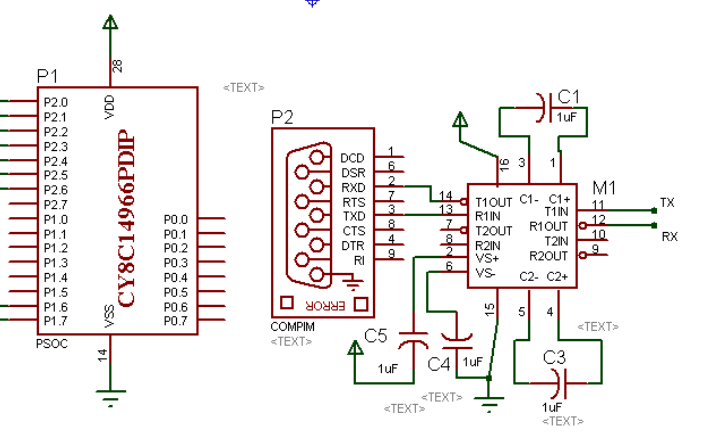 P1
28
VDD
<TEXT>
P2.0
P2.1
P2.2
P2.3
P2.4
P2.5
P2.6
P2.7
P1.0
P1.1
P1.2
P1.3
P1.4
P1.5
P1.6
P1.7
CY8C14966PDIP
P0.0
P0.1
P0.2
P0.3
P0.4
P0.5
P0.6
P0.7
VSS
PSOC
14
P2
DCD 1
DSR 6
RXD 2
RTS 7
TXD 3
CTS 8
DTR 4
RI 9
ERROR
COMPIM
<TEXT>
C1
1uF
16
3
1
M1
14 T1OUT
13 R1IN
7 T2OUT
8 R2IN
2 VS+
6 VS-
C1- C1+
T1IN 11
R1OUT 12
T2IN 10
R2OUT 9
C2- C2+
TX
RX
15
5
4
<TEXT>
C5
1uF
<TEXT>
C4
1uF
<TEXT>
C3
1uF
<TEXT>